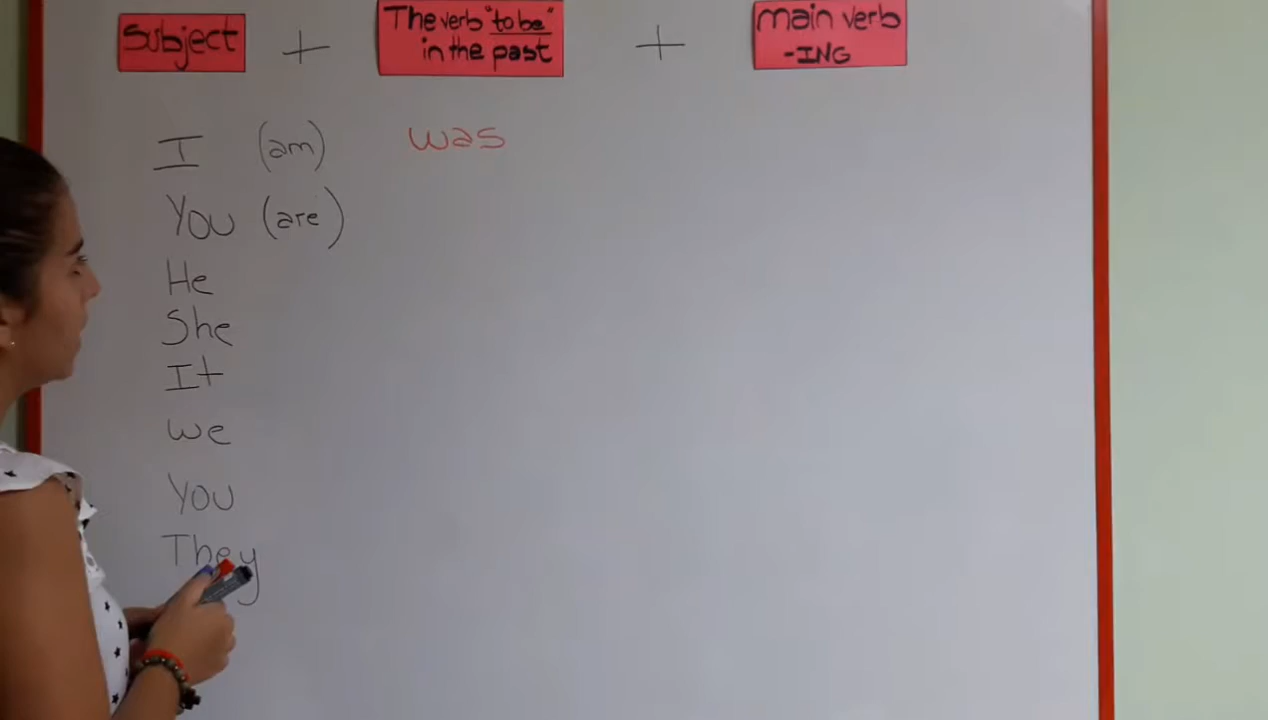 Subject + The verb "to be" in the past + main verb -ING
I (am) was
You (are)
He
She
It
we
You
They